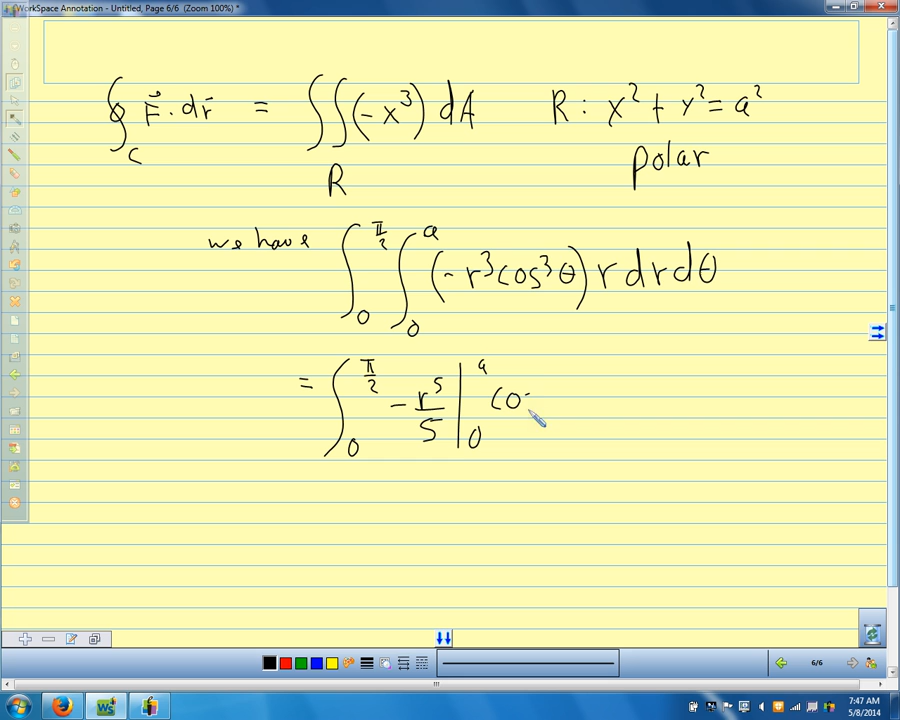 WorkSpace Annotation - Untitled, Page 6/6 (Zoom 100%) *
∮_C F⃗ · dr⃗ = ∬_R (-x³) dA R: x² + y² = a²
polar
we have ∫_0^{π/2} ∫_0^a (-r³cos³θ) r dr dθ
= ∫_0^{π/2} -r⁵/5 |_0^a co
6/6
7:47 AM
5/8/2014